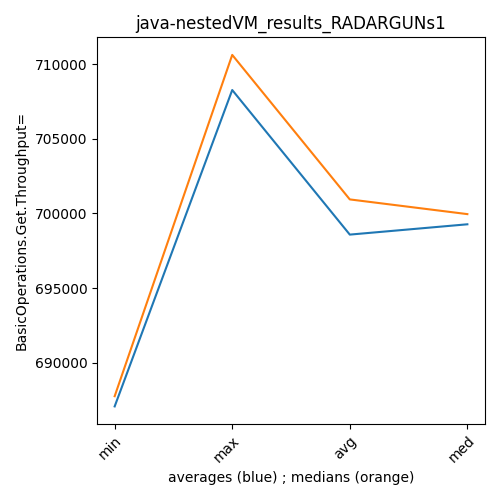 java-nestedVM_results_RADARGUNs1
BasicOperations.Get.Throughput=
710000
705000
700000
695000
690000
min
max
avg
med
averages (blue) ; medians (orange)